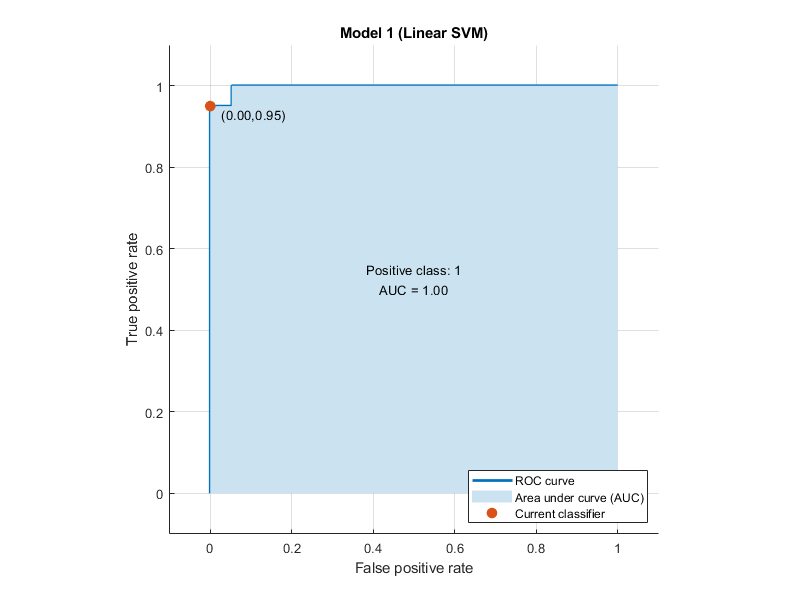 Model 1 (Linear SVM)
1
0.8
0.6
0.4
0.2
0
True positive rate
(0.00,0.95)
Positive class: 1
AUC = 1.00
ROC curve
Area under curve (AUC)
Current classifier
0 0.2 0.4 0.6 0.8 1
False positive rate